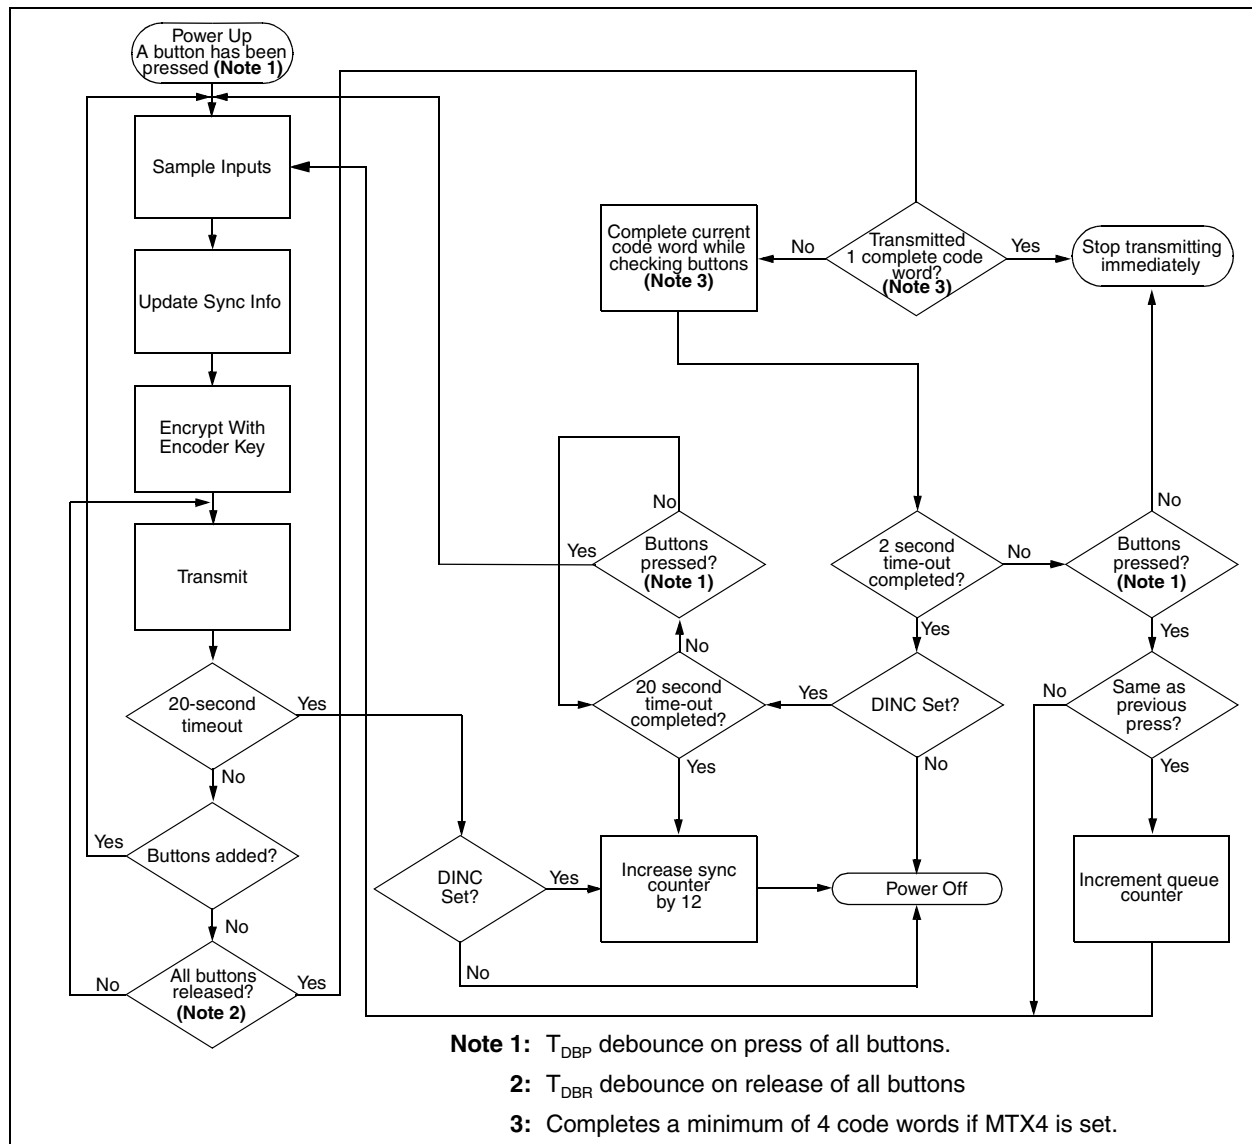 Power Up
A button has been
pressed (Note 1)
Sample Inputs
Update Sync Info
Encrypt With
Encoder Key
Transmit
20-second
timeout
Yes
No
Buttons added?
Yes
No
All buttons
released?
(Note 2)
No
Yes
Transmitted
1 complete code
word?
(Note 3)
No
Yes
Complete current
code word while
checking buttons
(Note 3)
Stop transmitting
immediately
2 second
time-out
completed?
No
Yes
Buttons
pressed?
(Note 1)
No
Yes
Same as
previous
press?
No
Yes
Increment queue
counter
DINC Set?
Yes
No
20 second
time-out
completed?
No
Yes
Buttons
pressed?
(Note 1)
No
Yes
DINC
Set?
Yes
No
Increase sync
counter
by 12
Power Off
Note 1: TDBP debounce on press of all buttons.
2: TDBR debounce on release of all buttons
3: Completes a minimum of 4 code words if MTX4 is set.